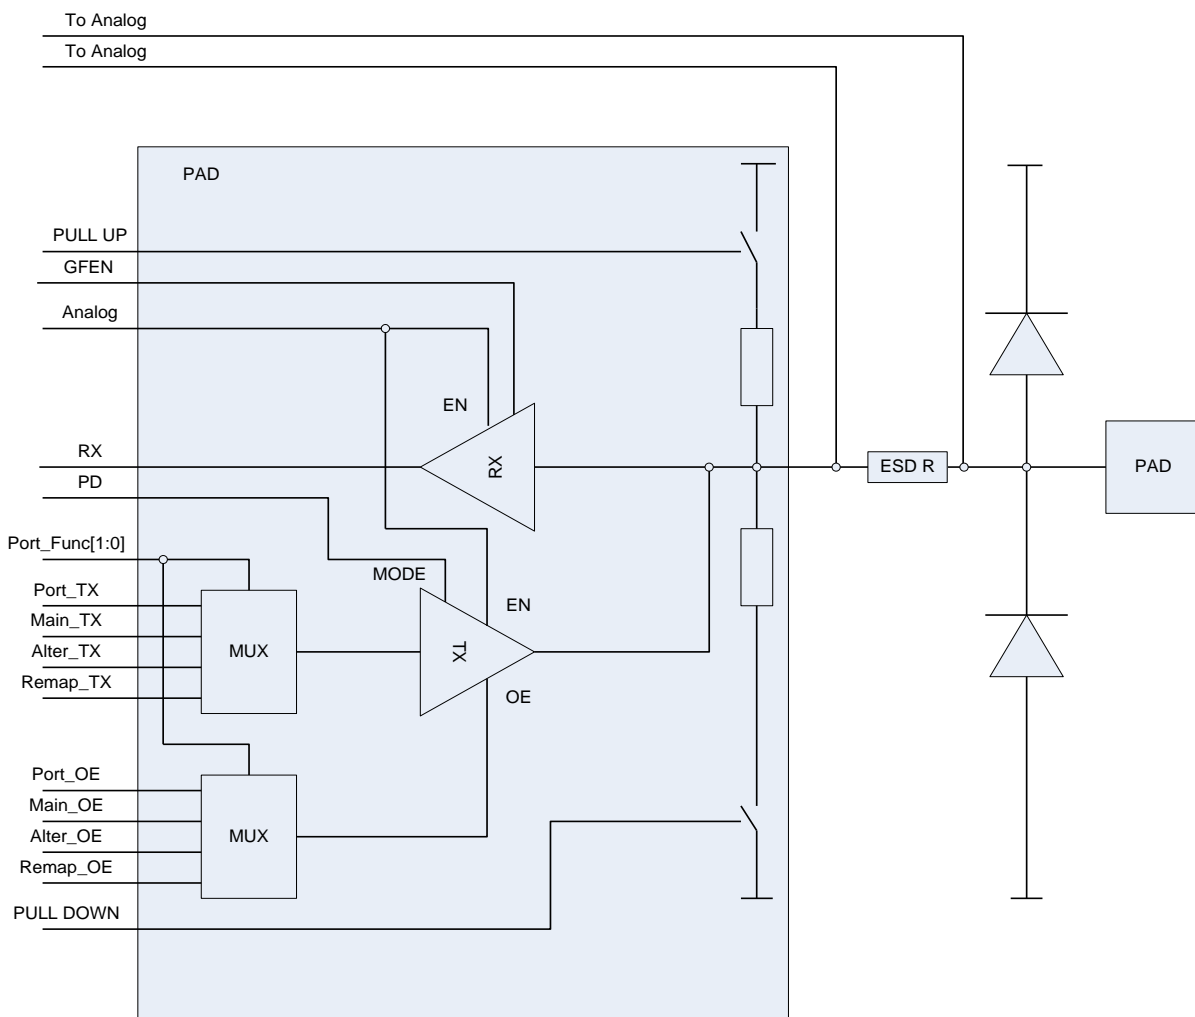 To Analog
To Analog
PAD
PULL UP
GFEN
Analog
EN
RX
RX
ESD R
PAD
PD
Port_Func[1:0]
MODE
Port_TX
EN
Main_TX
MUX
TX
Alter_TX
Remap_TX
OE
Port_OE
Main_OE
MUX
Alter_OE
Remap_OE
PULL DOWN